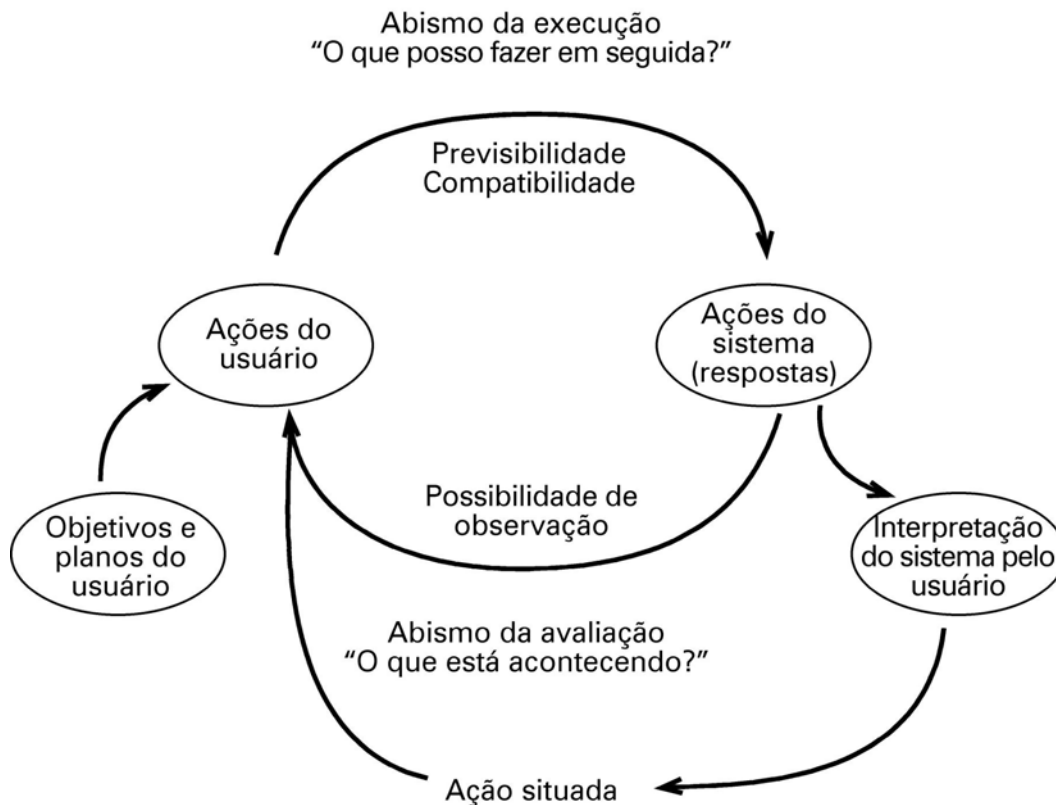 Abismo da execução
“O que posso fazer em seguida?”
Previsibilidade
Compatibilidade
Ações do
usuário
Ações do
sistema
(respostas)
Possibilidade de
observação
Objetivos e
planos do
usuário
Interpretação
do sistema pelo
usuário
Abismo da avaliação
“O que está acontecendo?”
Ação situada